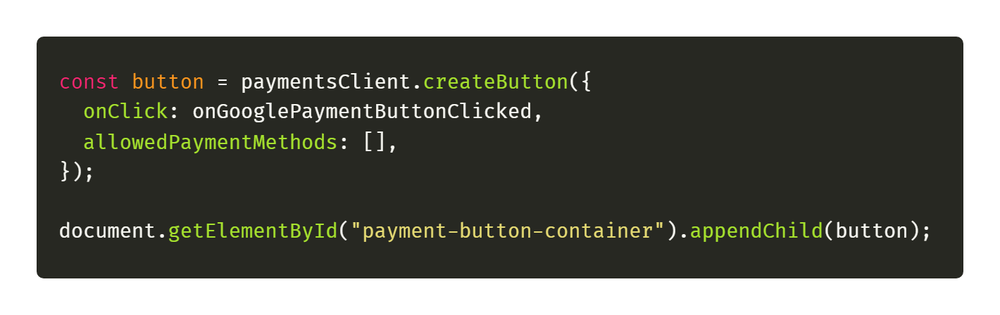 const button = paymentsClient.createButton({
  onClick: onGooglePaymentButtonClicked,
  allowedPaymentMethods: [],
});

document.getElementById("payment-button-container").appendChild(button);